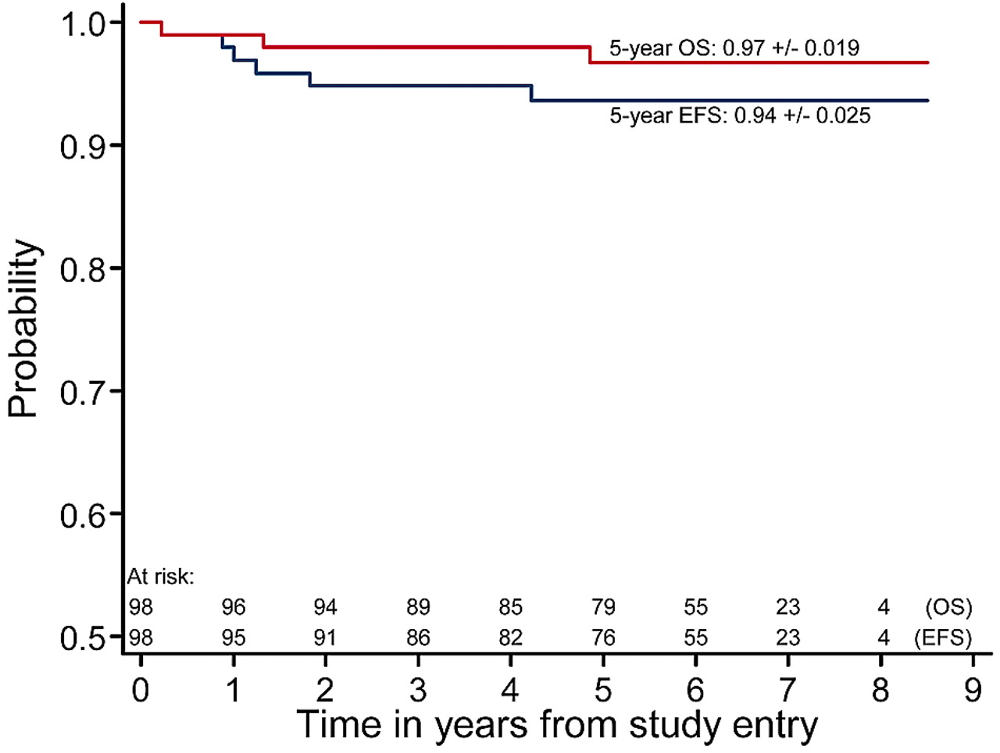 1.0
0.9
0.8
0.7
0.6
0.5
Probability
5-year OS: 0.97 +/- 0.019
5-year EFS: 0.94 +/- 0.025
At risk:
98 96 94 89 85 79 55 23 4 (OS)
98 95 91 86 82 76 55 23 4 (EFS)
0 1 2 3 4 5 6 7 8 9
Time in years from study entry